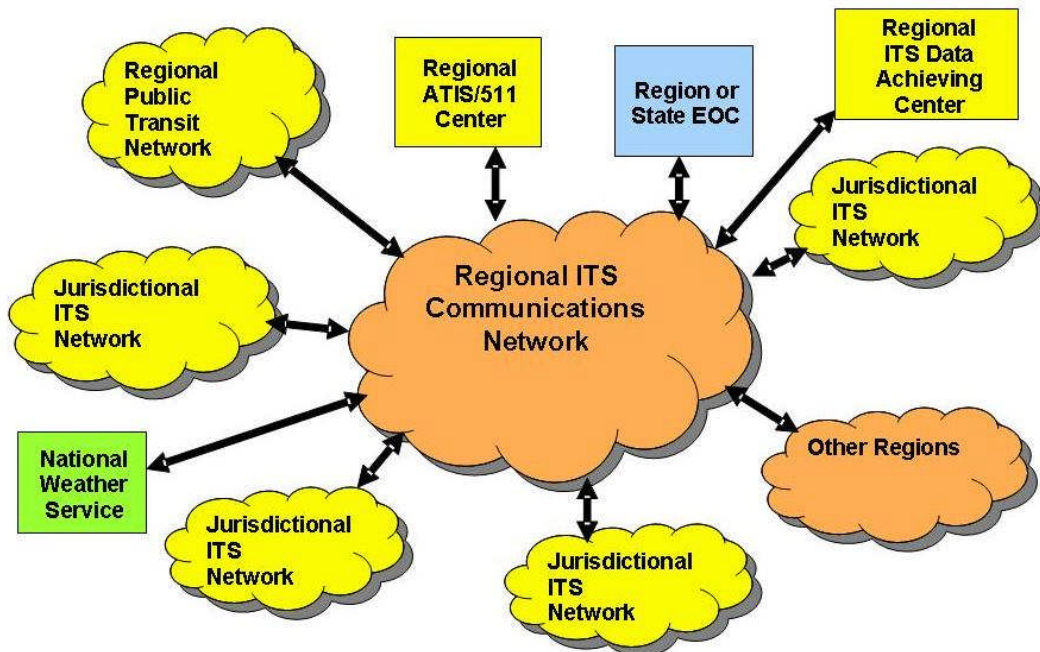 Regional
Public
Transit
Network
Regional
ATIS/511
Center
Region or
State EOC
Regional
ITS Data
Achieving
Center
Jurisdictional
ITS
Network
Regional ITS
Communications
Network
Jurisdictional
ITS
Network
Other Regions
National
Weather
Service
Jurisdictional
ITS
Network
Jurisdictional
ITS
Network